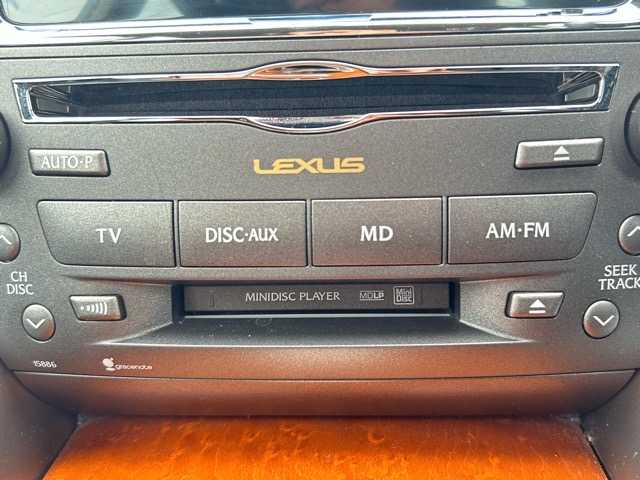 AUTO·P
LEXUS
TV
DISC·AUX
MD
AM·FM
CH
DISC
SEEK
TRACK
MINIDISC PLAYER
MDLP
Mini
DISC
15886
gracenote